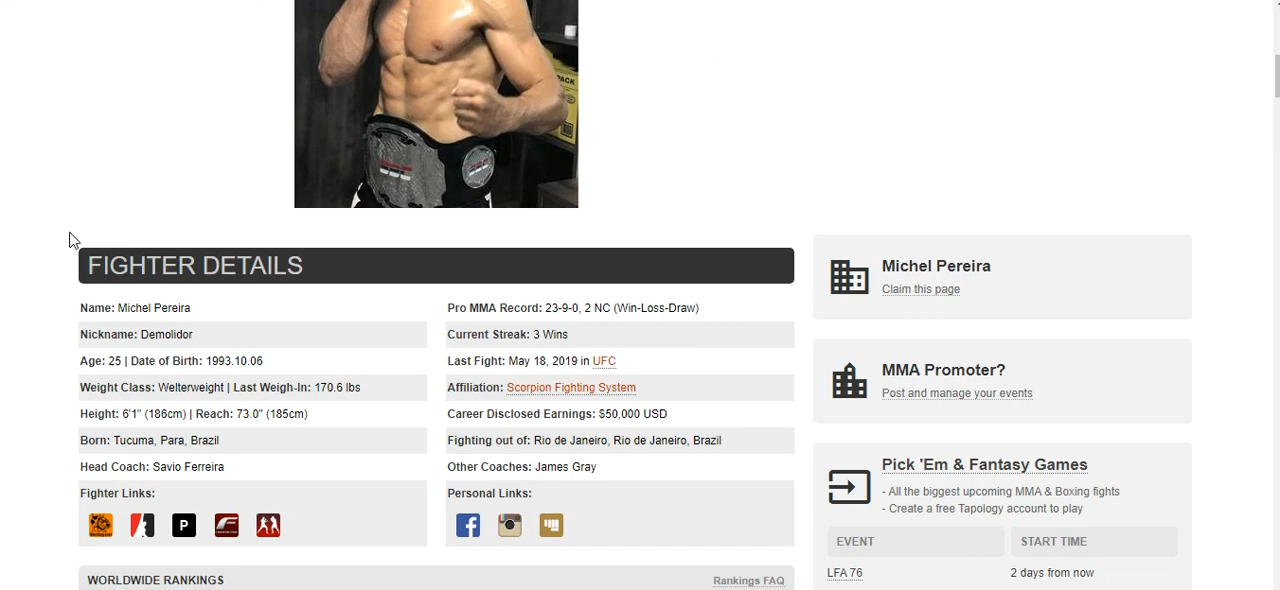 PACK
FIGHTER DETAILS
Name: Michel Pereira
Nickname: Demolidor
Age: 25 | Date of Birth: 1993.10.06
Weight Class: Welterweight | Last Weigh-In: 170.6 lbs
Height: 6'1" (186cm) | Reach: 73.0" (185cm)
Born: Tucuma, Para, Brazil
Head Coach: Savio Ferreira
Fighter Links:
P
Pro MMA Record: 23-9-0, 2 NC (Win-Loss-Draw)
Current Streak: 3 Wins
Last Fight: May 18, 2019 in UFC
Affiliation: Scorpion Fighting System
Career Disclosed Earnings: $50,000 USD
Fighting out of: Rio de Janeiro, Rio de Janeiro, Brazil
Other Coaches: James Gray
Personal Links:
WORLDWIDE RANKINGS
Rankings FAQ
Michel Pereira
Claim this page
MMA Promoter?
Post and manage your events
Pick 'Em & Fantasy Games
- All the biggest upcoming MMA & Boxing fights
- Create a free Tapology account to play
EVENT START TIME
LFA 76 2 days from now